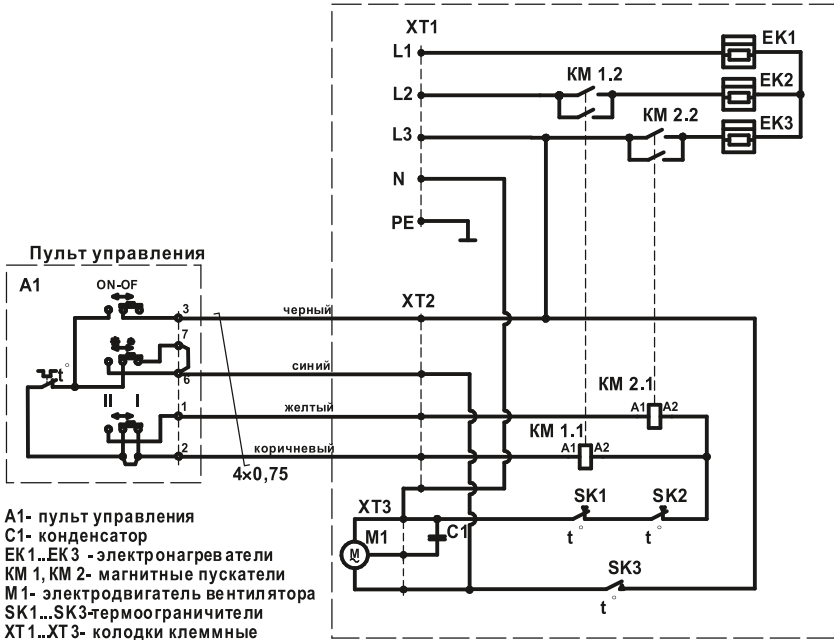 XT1
L1
EK1
KM 1.2
L2
EK2
KM 2.2
L3
EK3
N
PE
Пульт управления
A1
ON-OF
3
черный
XT2
7
t°
синий
6
KM 2.1
II I
1
желтый
A1 A2
KM 1.1
2
коричневый
A1 A2
4×0,75
XT3
SK1
SK2
M1
C1
M
~
t°
t°
SK3
t°
A1- пульт управления
C1- конденсатор
EK1...EK3 - электронагреватели
KM 1, KM 2- магнитные пускатели
M1- электродвигатель вентилятора
SK1...SK3-термоограничители
XT1...XT3- колодки клеммные